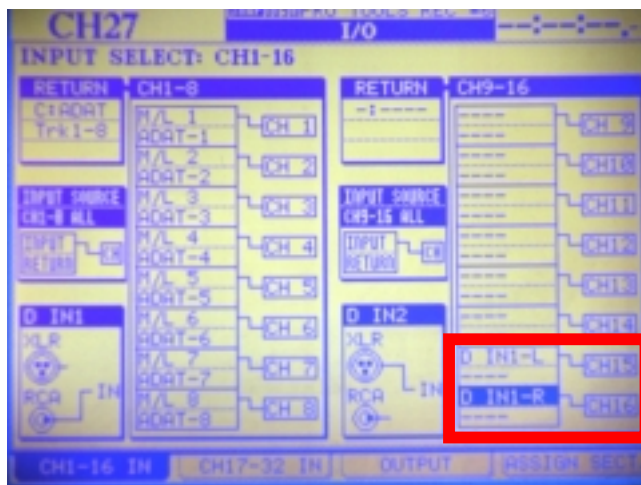 CH27
I/O
--:--:--.
INPUT SELECT: CH1-16
RETURN
C:ADAT
Trk1-8
INPUT SOURCE
CH1-8 ALL
INPUT
RETURN
CH
D IN1
XLR
RCA
IN
CH1-8
M/L 1
ADAT-1
CH 1
M/L 2
ADAT-2
CH 2
M/L 3
ADAT-3
CH 3
M/L 4
ADAT-4
CH 4
M/L 5
ADAT-5
CH 5
M/L 6
ADAT-6
CH 6
M/L 7
ADAT-7
CH 7
M/L 8
ADAT-8
CH 8
RETURN
-:----
INPUT SOURCE
CH9-16 ALL
INPUT
RETURN
CH
D IN2
XLR
RCA
IN
CH9-16
----
----
CH 9
----
----
CH10
----
----
CH11
----
----
CH12
----
----
CH13
----
----
CH14
D IN1-L
----
CH15
D IN1-R
----
CH16
CH1-16 IN
CH17-32 IN
OUTPUT
ASSIGN SECT